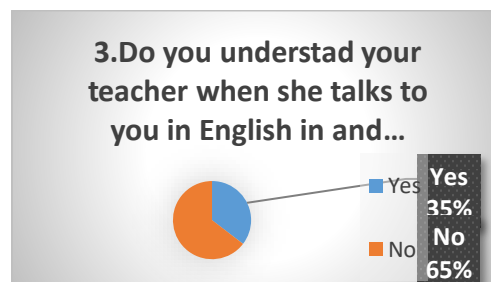 3.Do you understad your
teacher when she talks to
you in English in and...
Yes
Yes
35%
No
No
65%